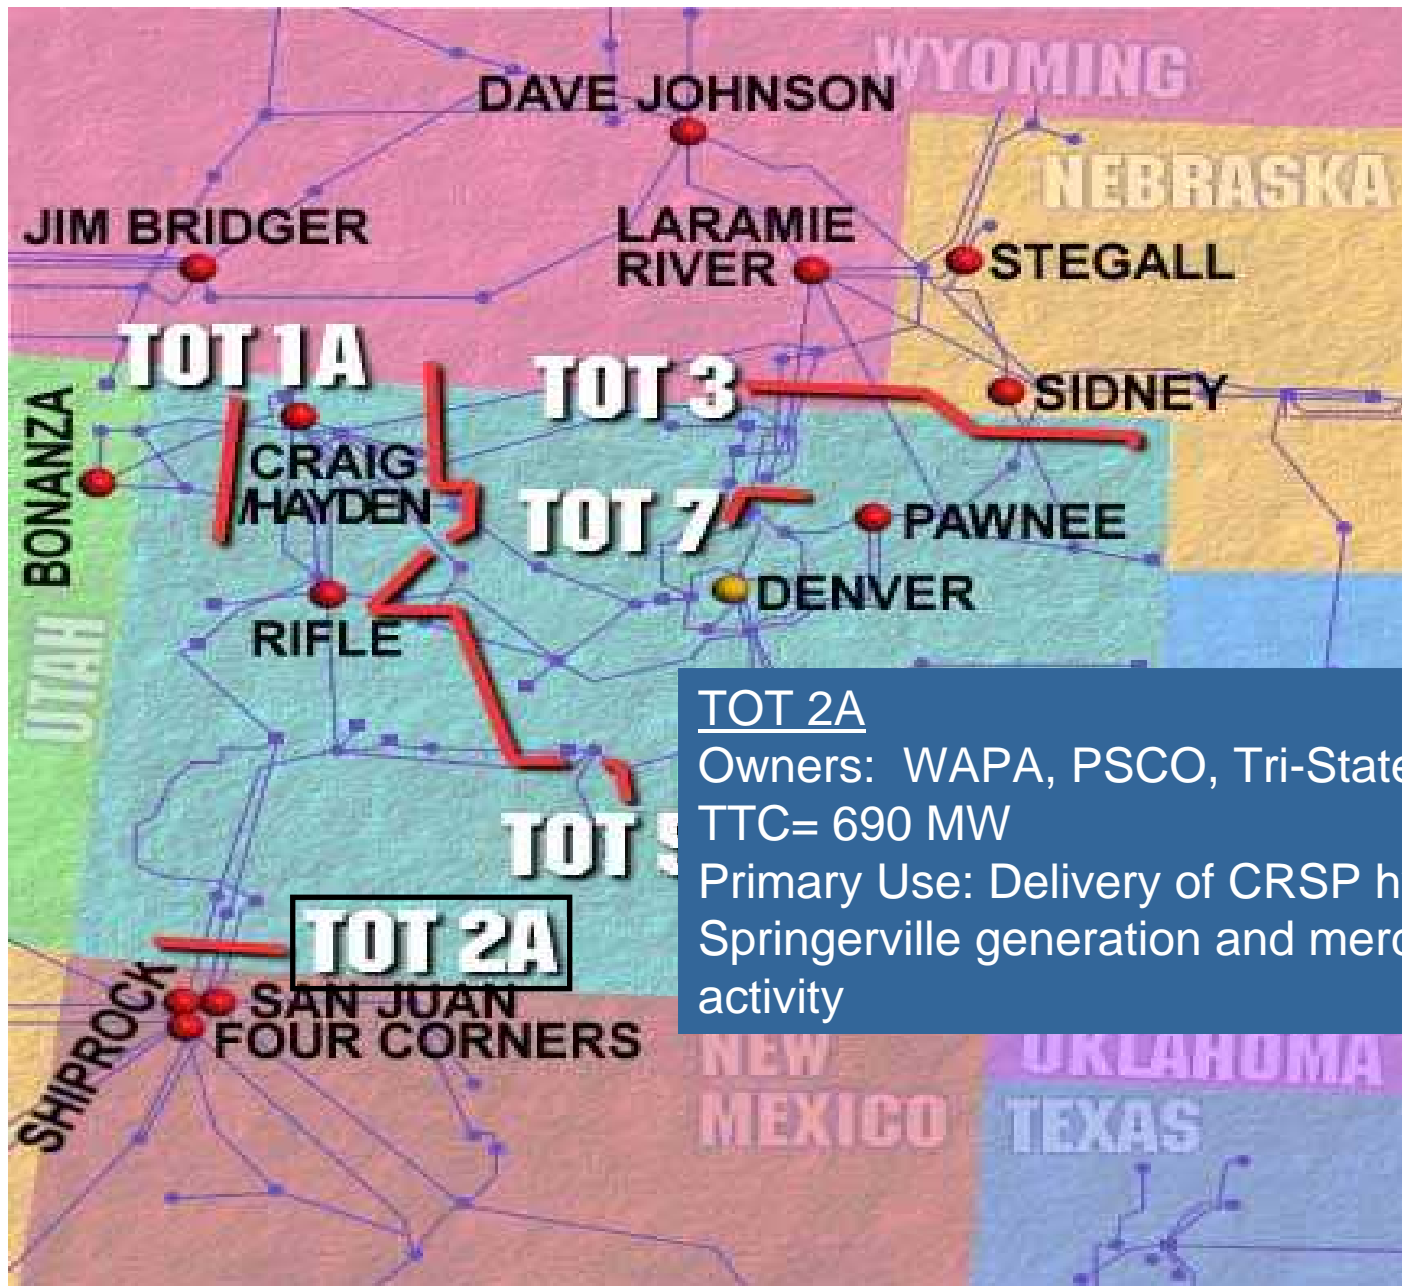 WYOMING
DAVE JOHNSON
NEBRASKA
JIM BRIDGER
LARAMIE
RIVER
STEGALL
TOT 1A
TOT 3
SIDNEY
BONANZA
CRAIG
/HAYDEN
TOT 7
PAWNEE
DENVER
RIFLE
UTAH
TOT 2A
Owners: WAPA, PSCO, Tri-State
TTC= 690 MW
Primary Use: Delivery of CRSP h
Springerville generation and merc
activity
TOT 5
TOT 2A
SHIPROCK
SAN JUAN
FOUR CORNERS
NEW
MEXICO
OKLAHOMA
TEXAS